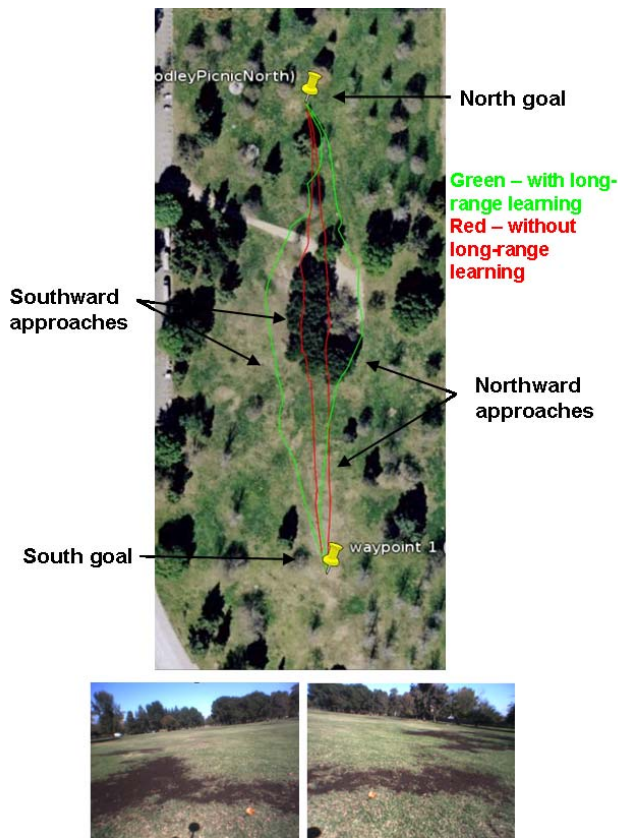 odleyPicnicNorth)
North goal
Green – with long-
range learning
Red – without
long-range
learning
Southward
approaches
Northward
approaches
South goal
waypoint 1